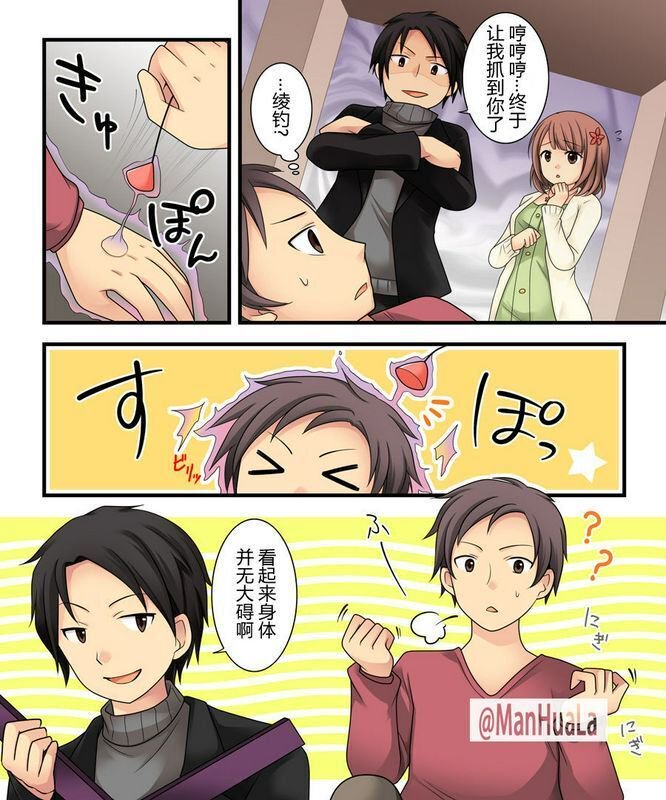 哼哼哼…终于
让我抓到
你了
…绫钓?
きゅ
ぽん
す
ぽっ
ビリッ
??
ふー
にぎ
にぎ
看起来身体
并无大碍啊
@ManHuaLa